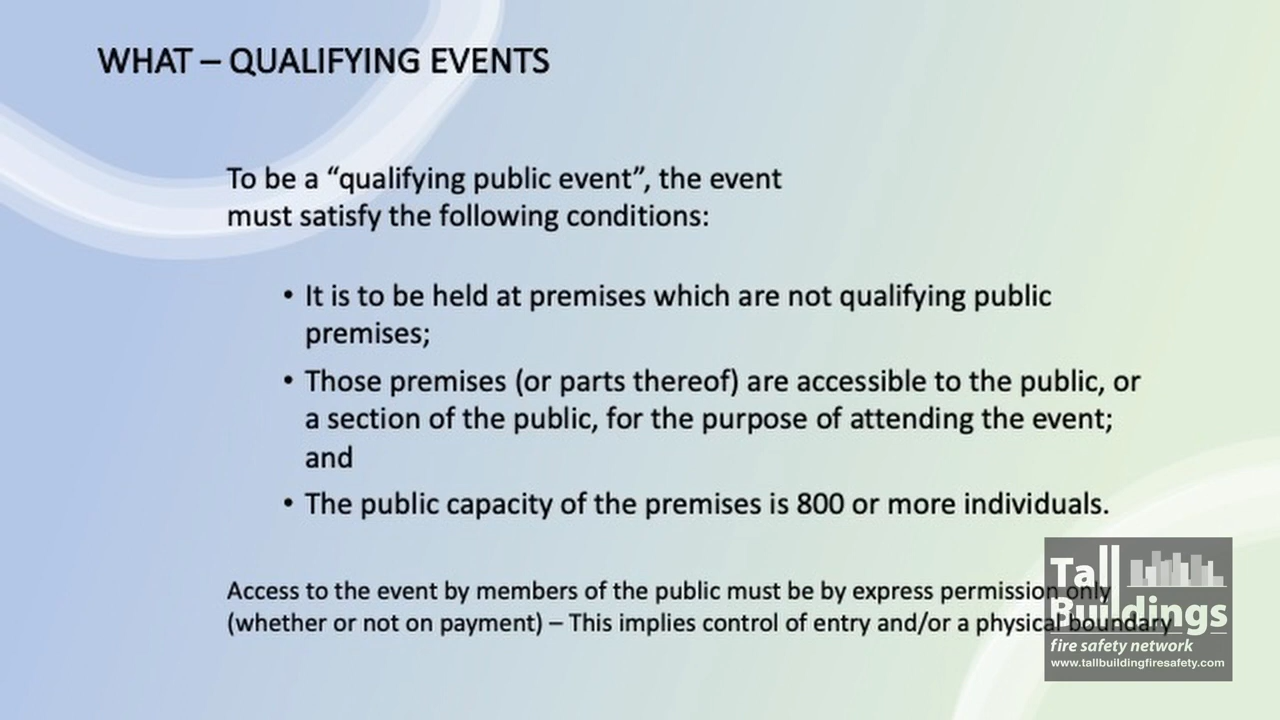 WHAT – QUALIFYING EVENTS
To be a “qualifying public event”, the event
must satisfy the following conditions:
• It is to be held at premises which are not qualifying public
premises;
• Those premises (or parts thereof) are accessible to the public, or
a section of the public, for the purpose of attending the event;
and
• The public capacity of the premises is 800 or more individuals.
Access to the event by members of the public must be by express permission only
(whether or not on payment) – This implies control of entry and/or a physical boundary
Tall
Buildings
fire safety network
www.tallbuildingfiresafety.com